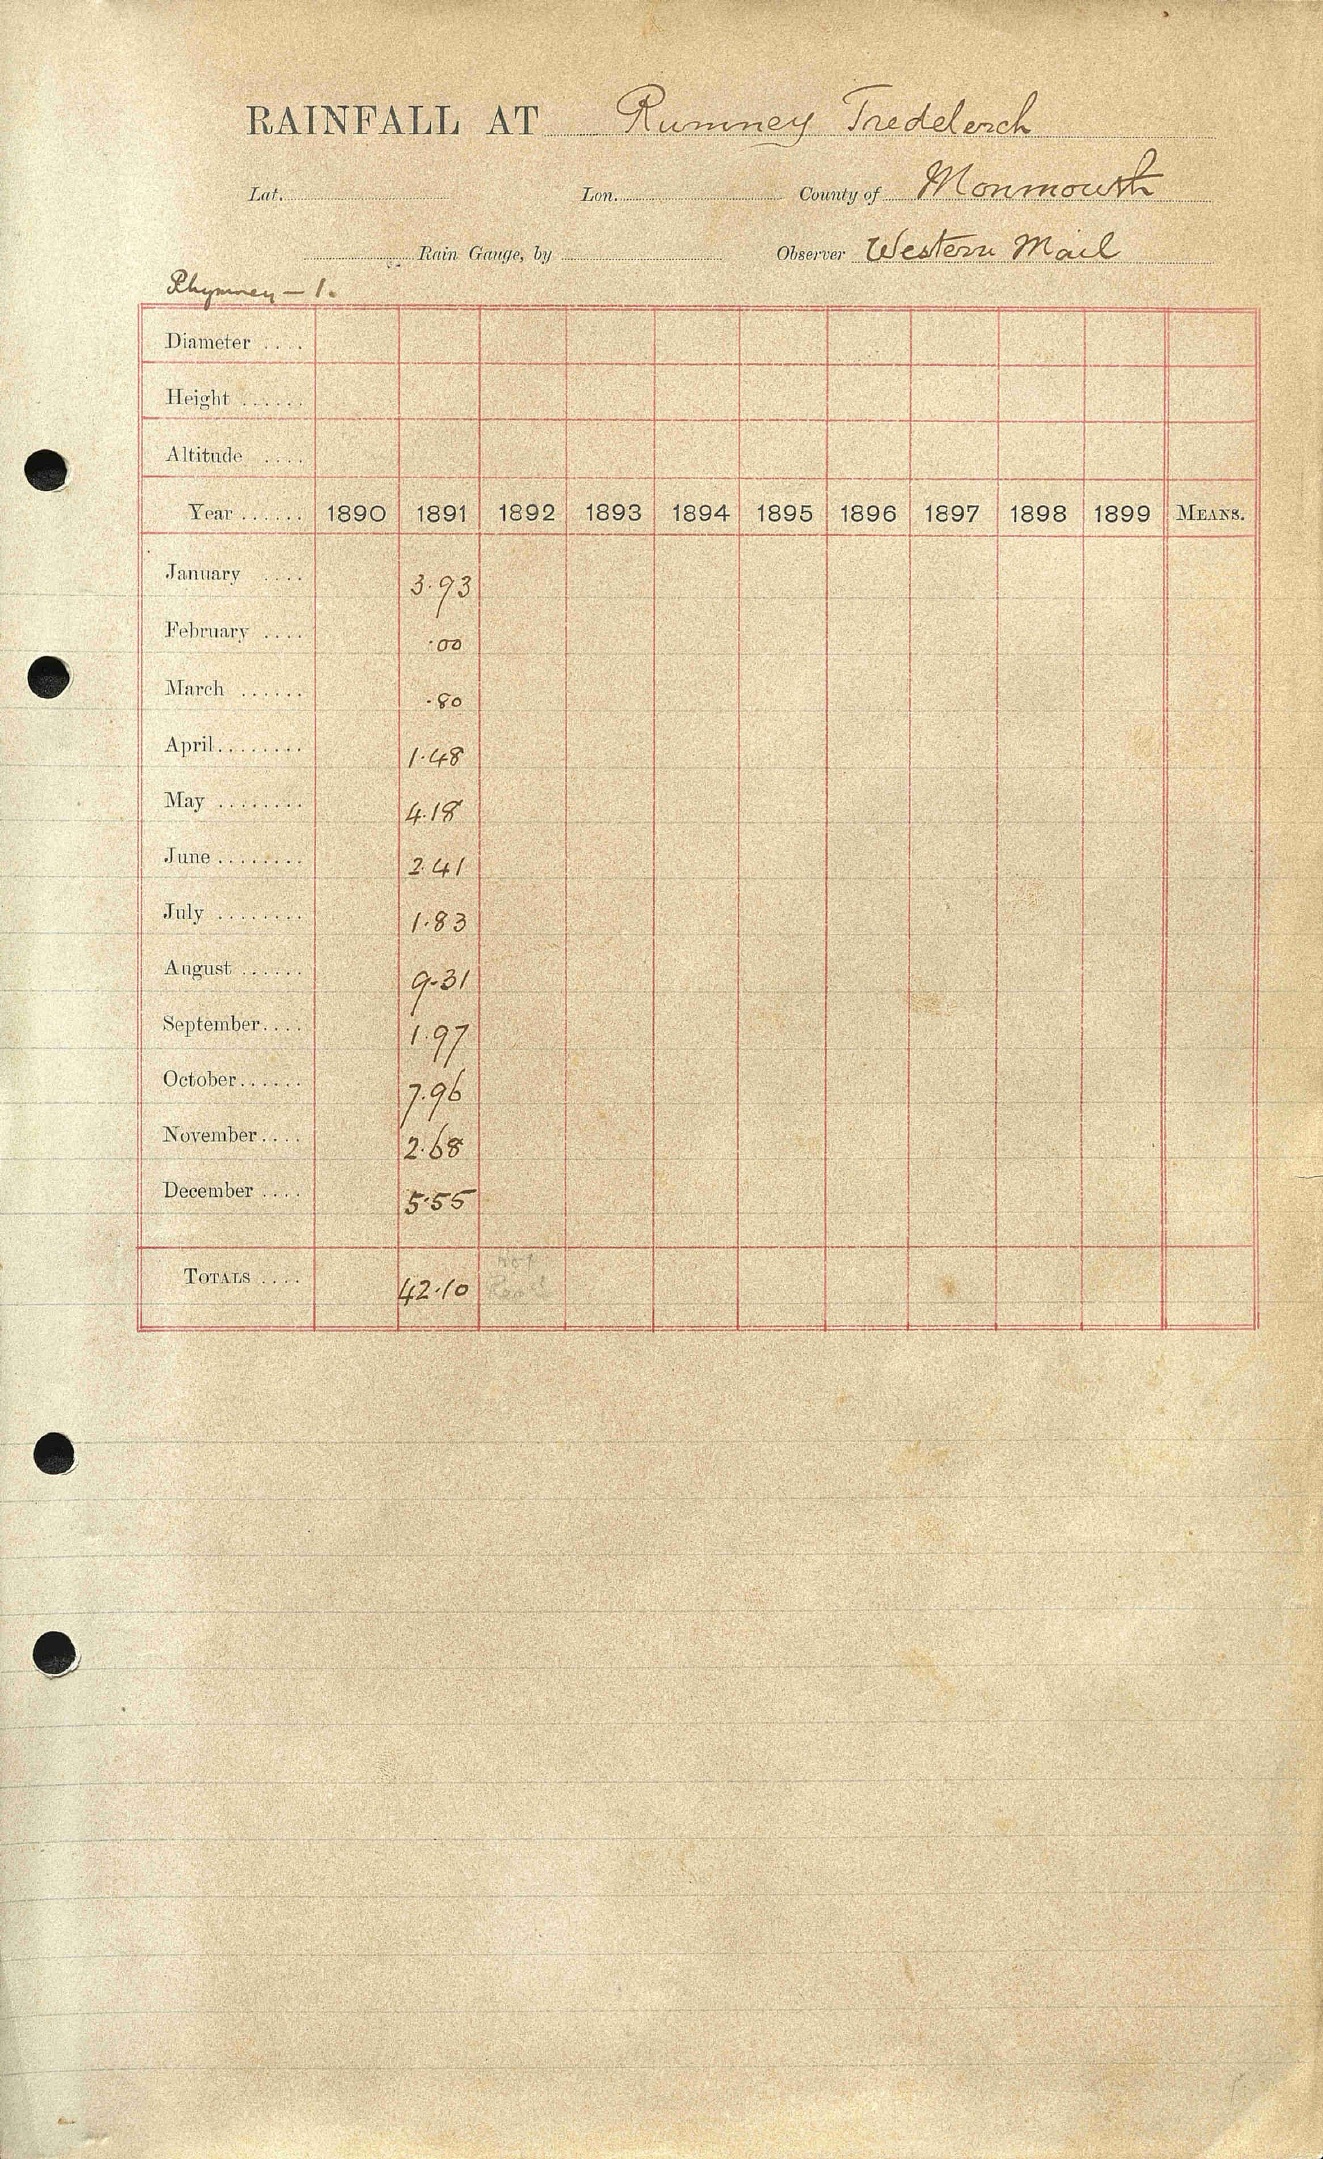 RAINFALL AT Rumney Tredelerch
Lat. Lon. County of Monmouth
Rain Gauge, by Observer Western Mail
Rhymney — 1.
Diameter ....
Height ......
Altitude ....
Year ...... 1890 1891 1892 1893 1894 1895 1896 1897 1898 1899 MEANS.
January .... 3.93
February .... .00
March ...... .80
April........ 1.48
May ........ 4.18
June ........ 2.41
July ........ 1.83
August ...... 9.31
September.... 1.97
October...... 7.96
November.... 2.68
December .... 5.55
not
TOTALS .... 42.10